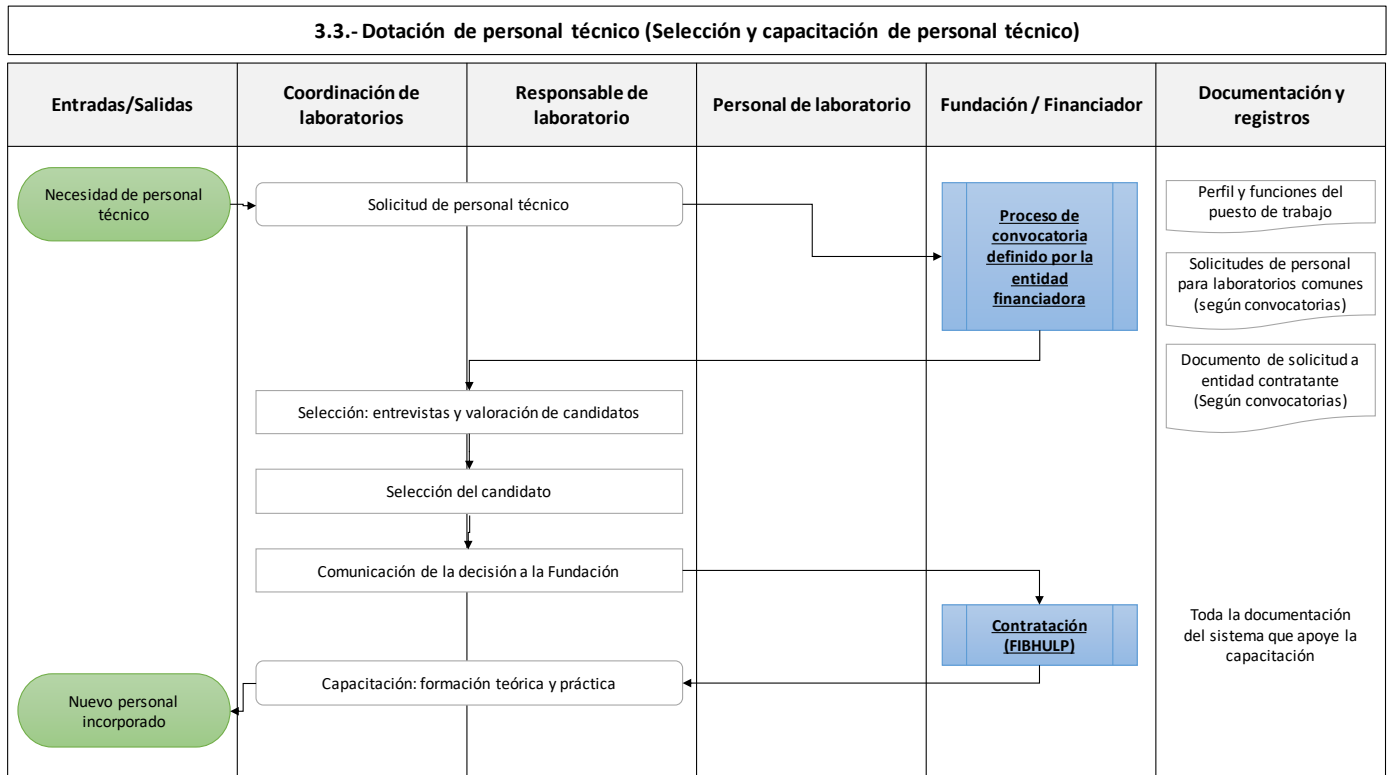 3.3.- Dotación de personal técnico (Selección y capacitación de personal técnico)
Entradas/Salidas
Coordinación de
laboratorios
Responsable de
laboratorio
Personal de laboratorio
Fundación / Financiador
Documentación y
registros
Necesidad de personal
técnico
Solicitud de personal técnico
Proceso de
convocatoria
definido por la
entidad
financiadora
Perfil y funciones del
puesto de trabajo
Solicitudes de personal
para laboratorios comunes
(según convocatorias)
Documento de solicitud a
entidad contratante
(Según convocatorias)
Selección: entrevistas y valoración de candidatos
Selección del candidato
Comunicación de la decisión a la Fundación
Contratación
(FIBHULP)
Toda la documentación
del sistema que apoye la
capacitación
Capacitación: formación teórica y práctica
Nuevo personal
incorporado